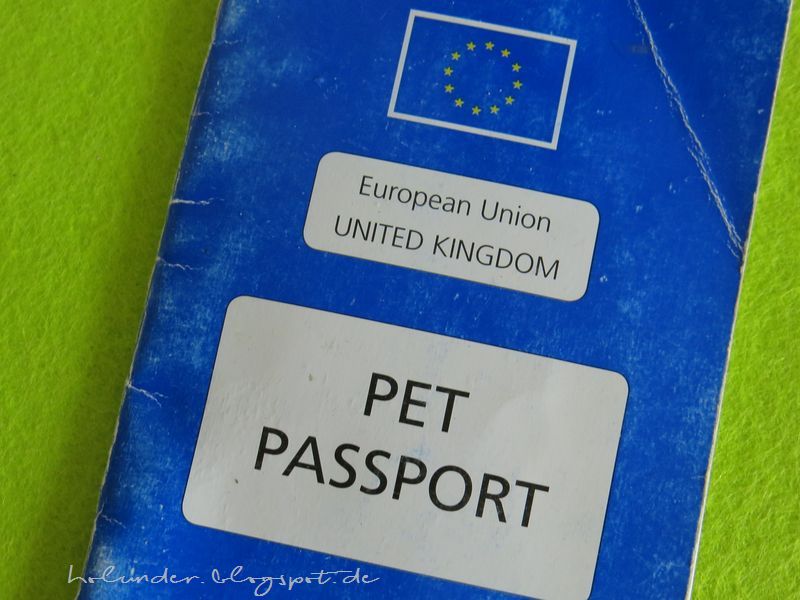 European Union
UNITED KINGDOM
PET
PASSPORT
holunder.blogspot.de